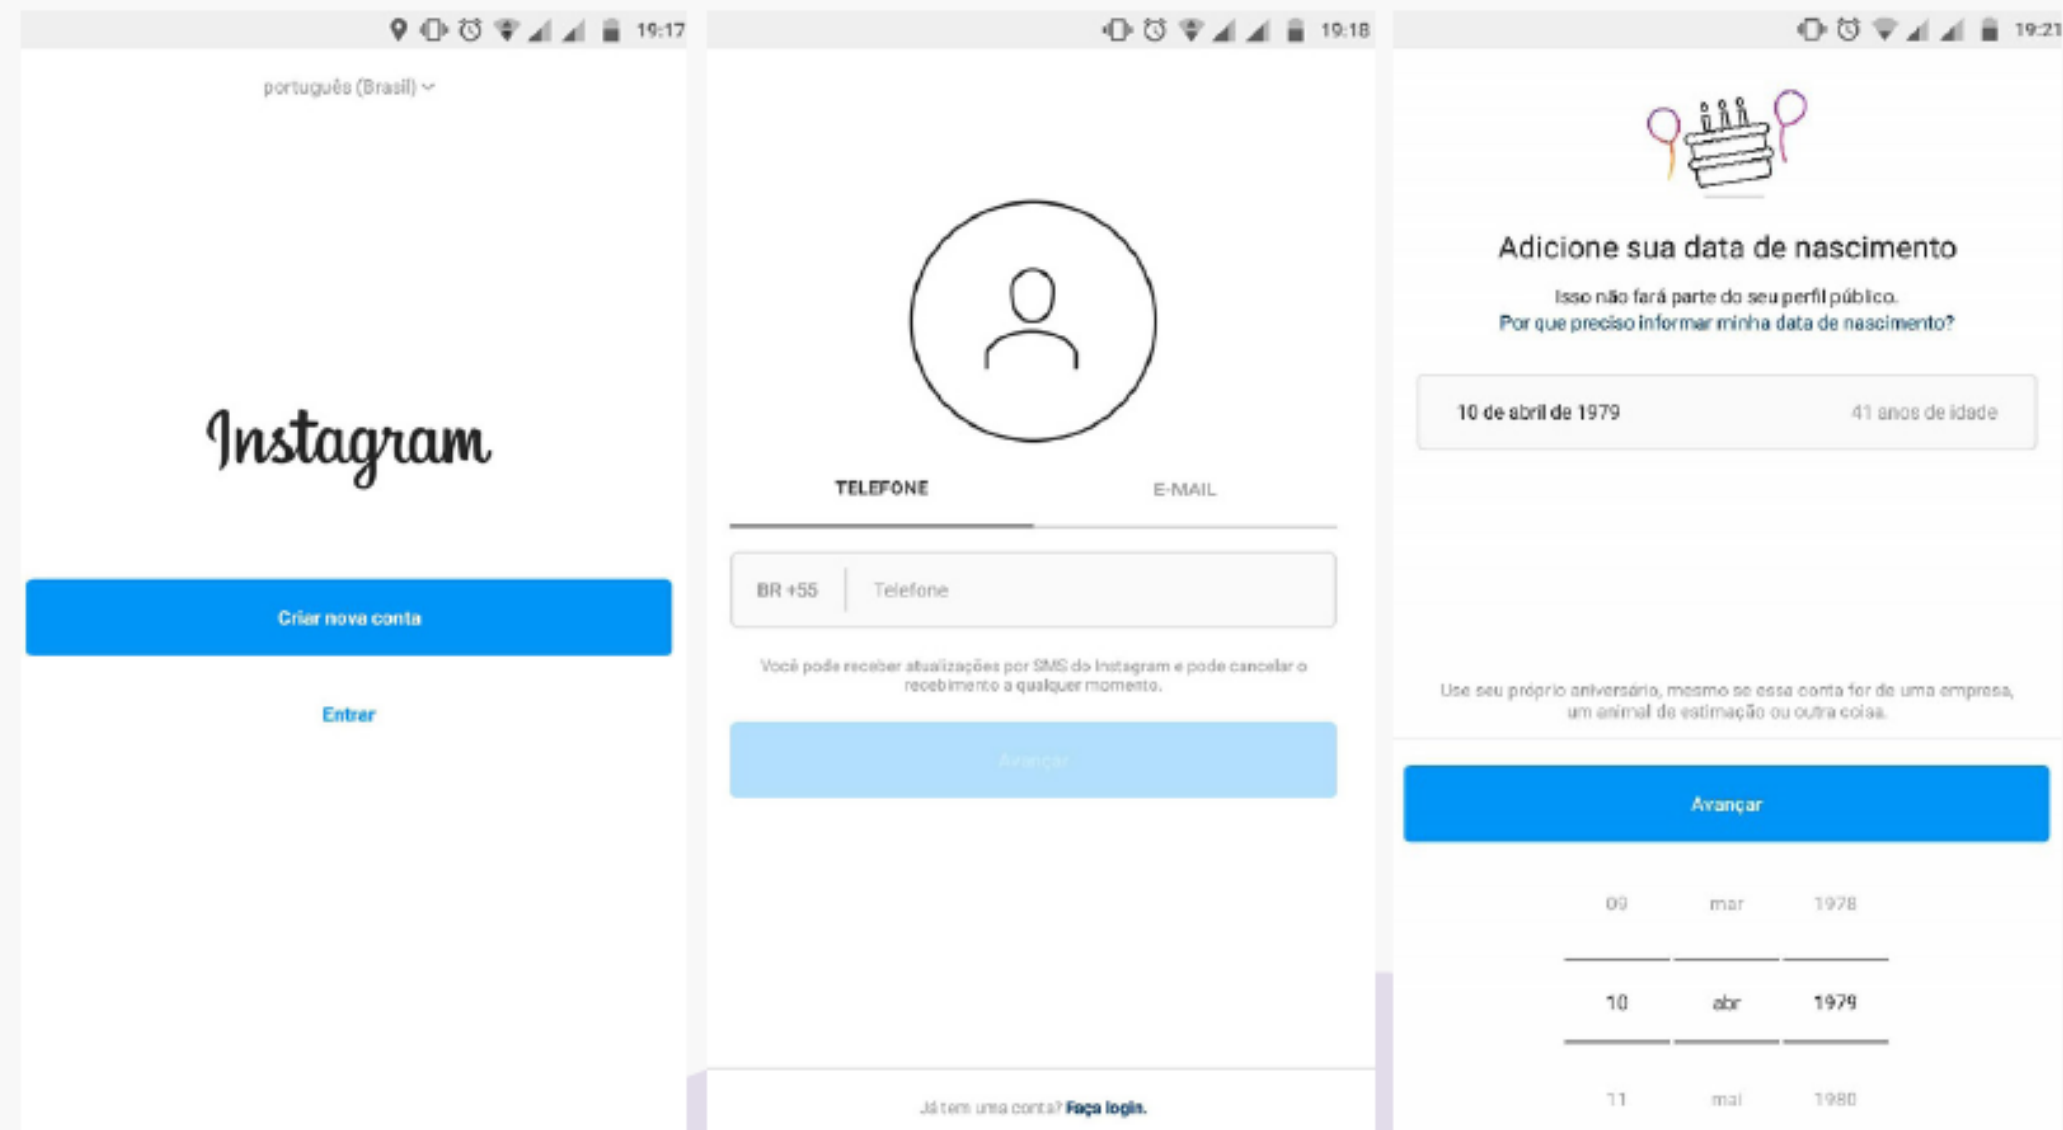 19:17
português (Brasil)
Instagram
Criar nova conta
Entrar
19:18
TELEFONE E-MAIL
BR +55 Telefone
Você pode receber atualizações por SMS do Instagram e pode cancelar o
recebimento a qualquer momento.
Avançar
Já tem uma conta? Faça login.
19:21
Adicione sua data de nascimento
Isso não fará parte do seu perfil público.
Por que preciso informar minha data de nascimento?
10 de abril de 1979 41 anos de idade
Use seu próprio aniversário, mesmo se essa conta for de uma empresa,
um animal de estimação ou outra coisa.
Avançar
09 mar 1978
10 abr 1979
11 mai 1980